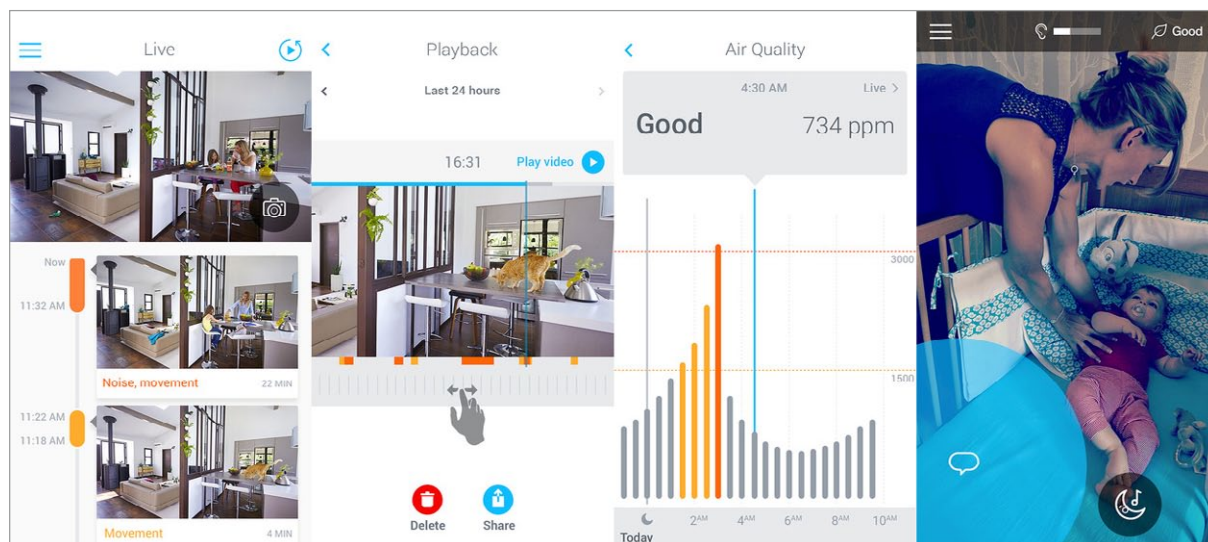 Live
Now
11:32 AM
Noise, movement
22 MIN
11:22 AM
11:18 AM
Movement
4 MIN
Playback
Last 24 hours
16:31
Play video
Delete
Share
Air Quality
4:30 AM
Live >
Good
734 ppm
3000
1500
2AM
4AM
6AM
8AM
10AM
Today
Good